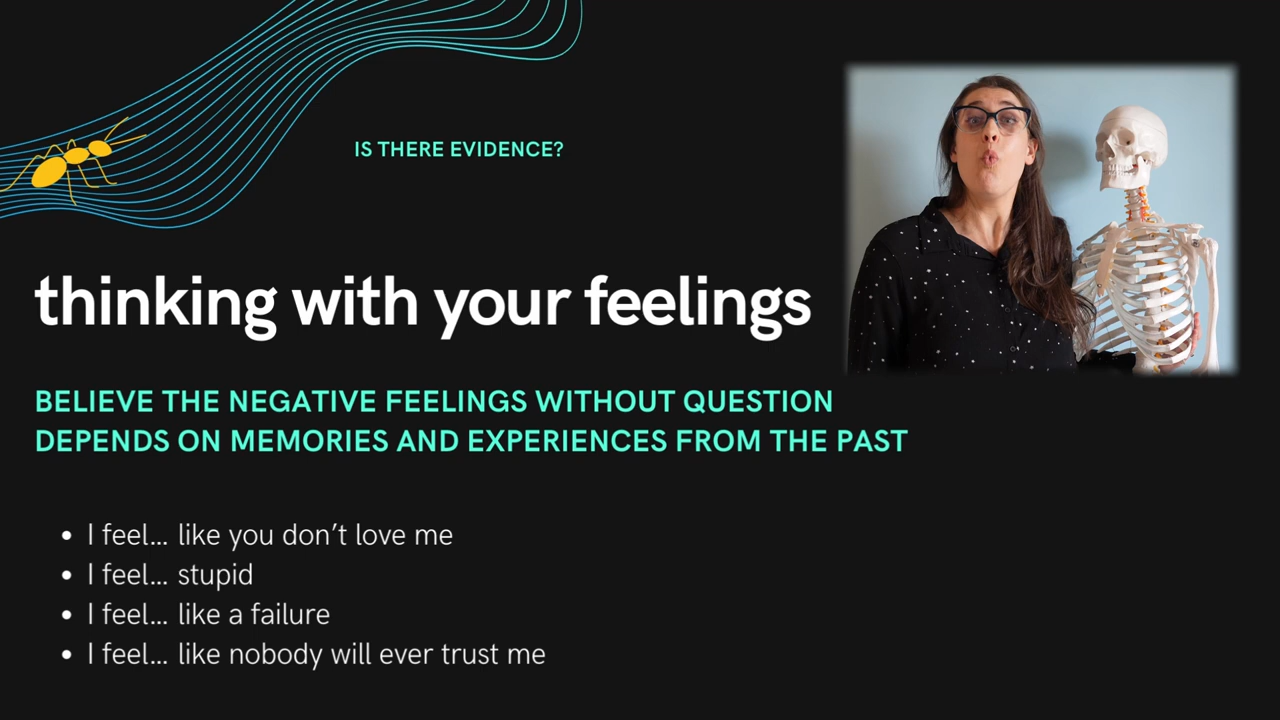 IS THERE EVIDENCE?
thinking with your feelings
BELIEVE THE NEGATIVE FEELINGS WITHOUT QUESTION
DEPENDS ON MEMORIES AND EXPERIENCES FROM THE PAST
• I feel... like you don’t love me
• I feel... stupid
• I feel... like a failure
• I feel... like nobody will ever trust me